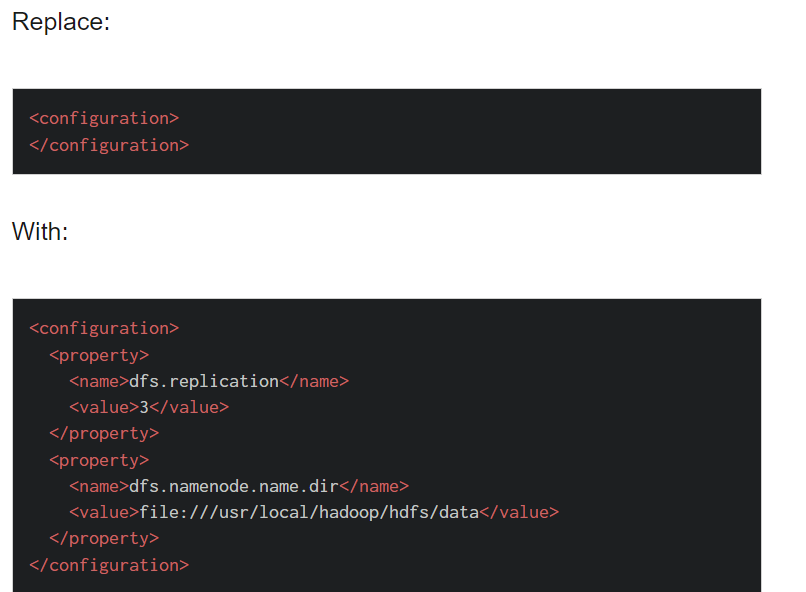 Replace:
<configuration>
</configuration>
With:
<configuration>
  <property>
    <name>dfs.replication</name>
    <value>3</value>
  </property>
  <property>
    <name>dfs.namenode.name.dir</name>
    <value>file:///usr/local/hadoop/hdfs/data</value>
  </property>
</configuration>